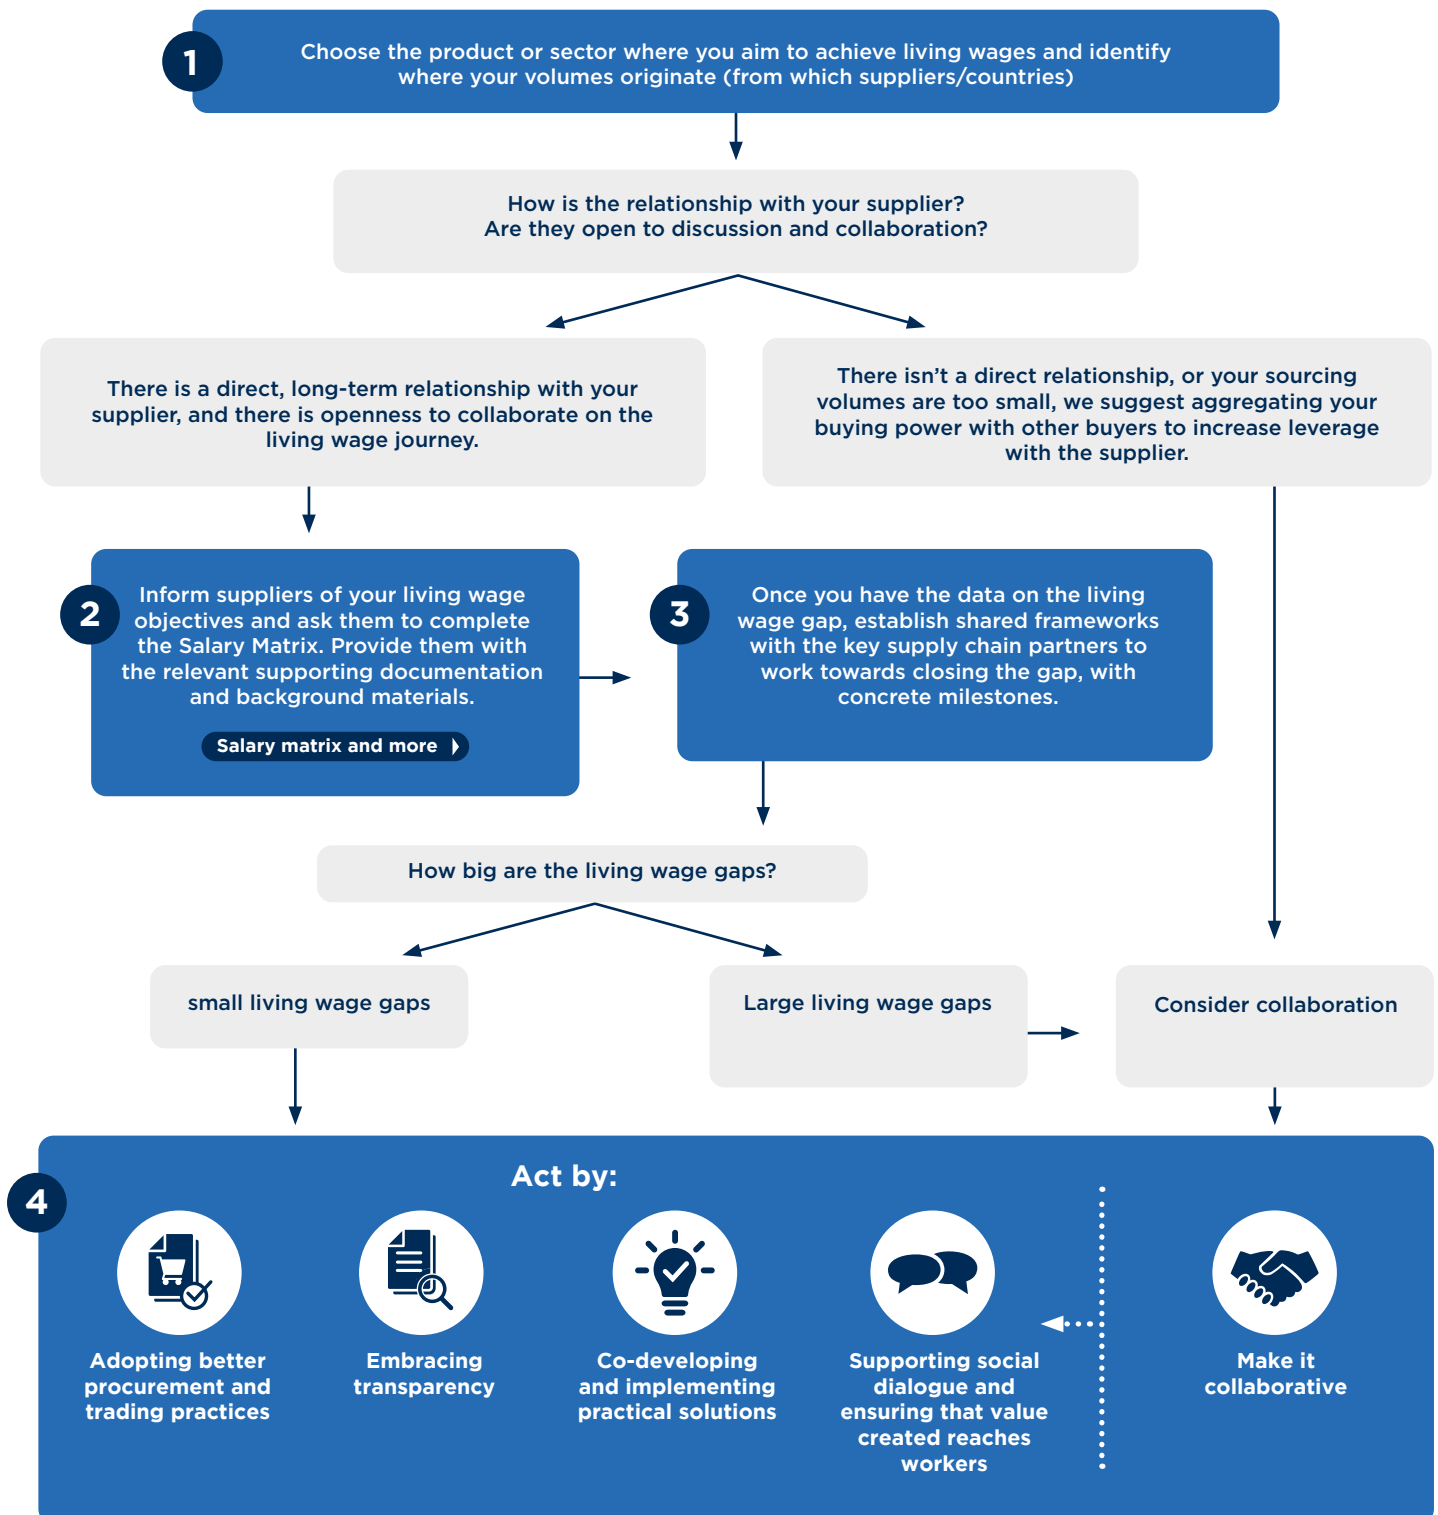 1
Choose the product or sector where you aim to achieve living wages and identify
where your volumes originate (from which suppliers/countries)
How is the relationship with your supplier?
Are they open to discussion and collaboration?
There is a direct, long-term relationship with your
supplier, and there is openness to collaborate on the
living wage journey.
There isn't a direct relationship, or your sourcing
volumes are too small, we suggest aggregating your
buying power with other buyers to increase leverage
with the supplier.
2
Inform suppliers of your living wage
objectives and ask them to complete
the Salary Matrix. Provide them with
the relevant supporting documentation
and background materials.
Salary matrix and more
3
Once you have the data on the living
wage gap, establish shared frameworks
with the key supply chain partners to
work towards closing the gap, with
concrete milestones.
How big are the living wage gaps?
small living wage gaps
Large living wage gaps
Consider collaboration
4
Act by:
Adopting better
procurement and
trading practices
Embracing
transparency
Co-developing
and implementing
practical solutions
Supporting social
dialogue and
ensuring that value
created reaches
workers
Make it
collaborative